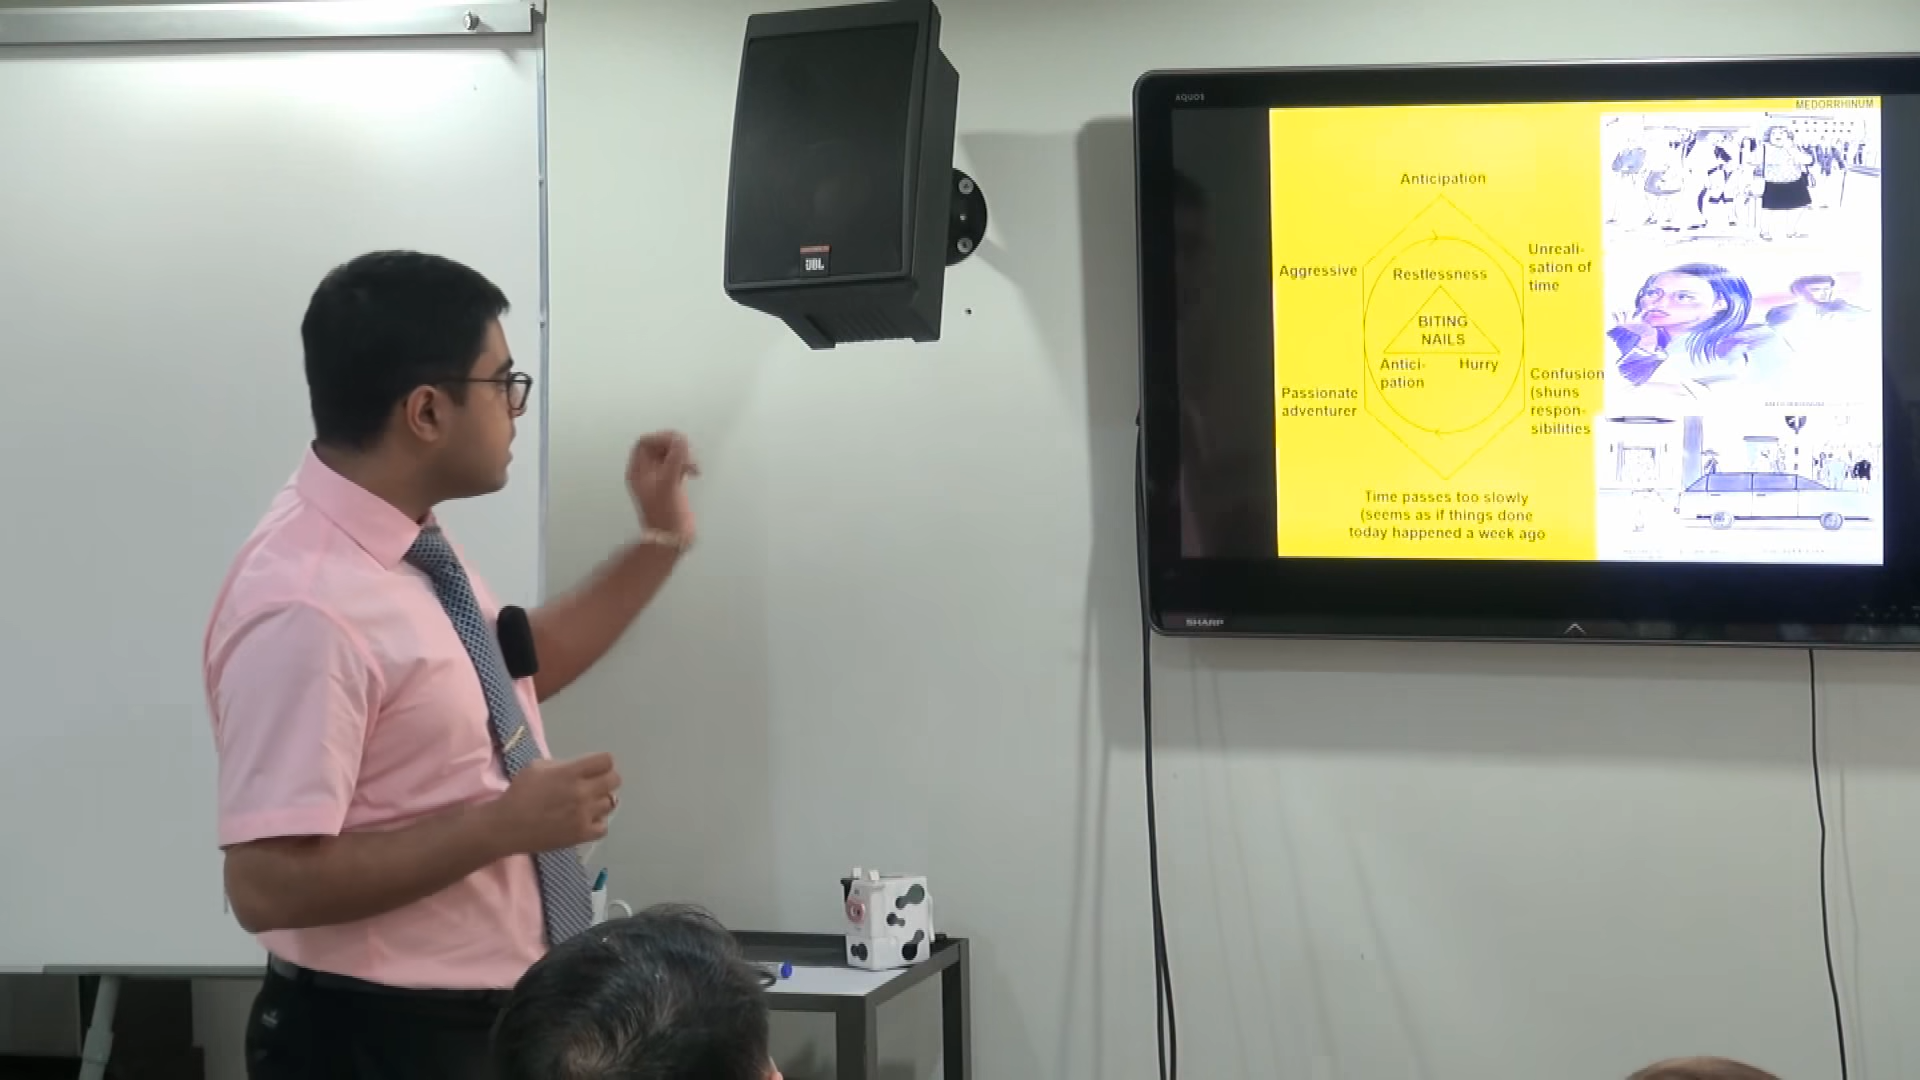 JBL
AQUOS
MEDORRHINUM
Anticipation
Aggressive
Unreali-
sation of
time
Restlessness
BITING
NAILS
Antici-
pation
Hurry
Passionate
adventurer
Confusion
(shuns
respon-
sibilities
Time passes too slowly
(seems as if things done
today happened a week ago
SHARP